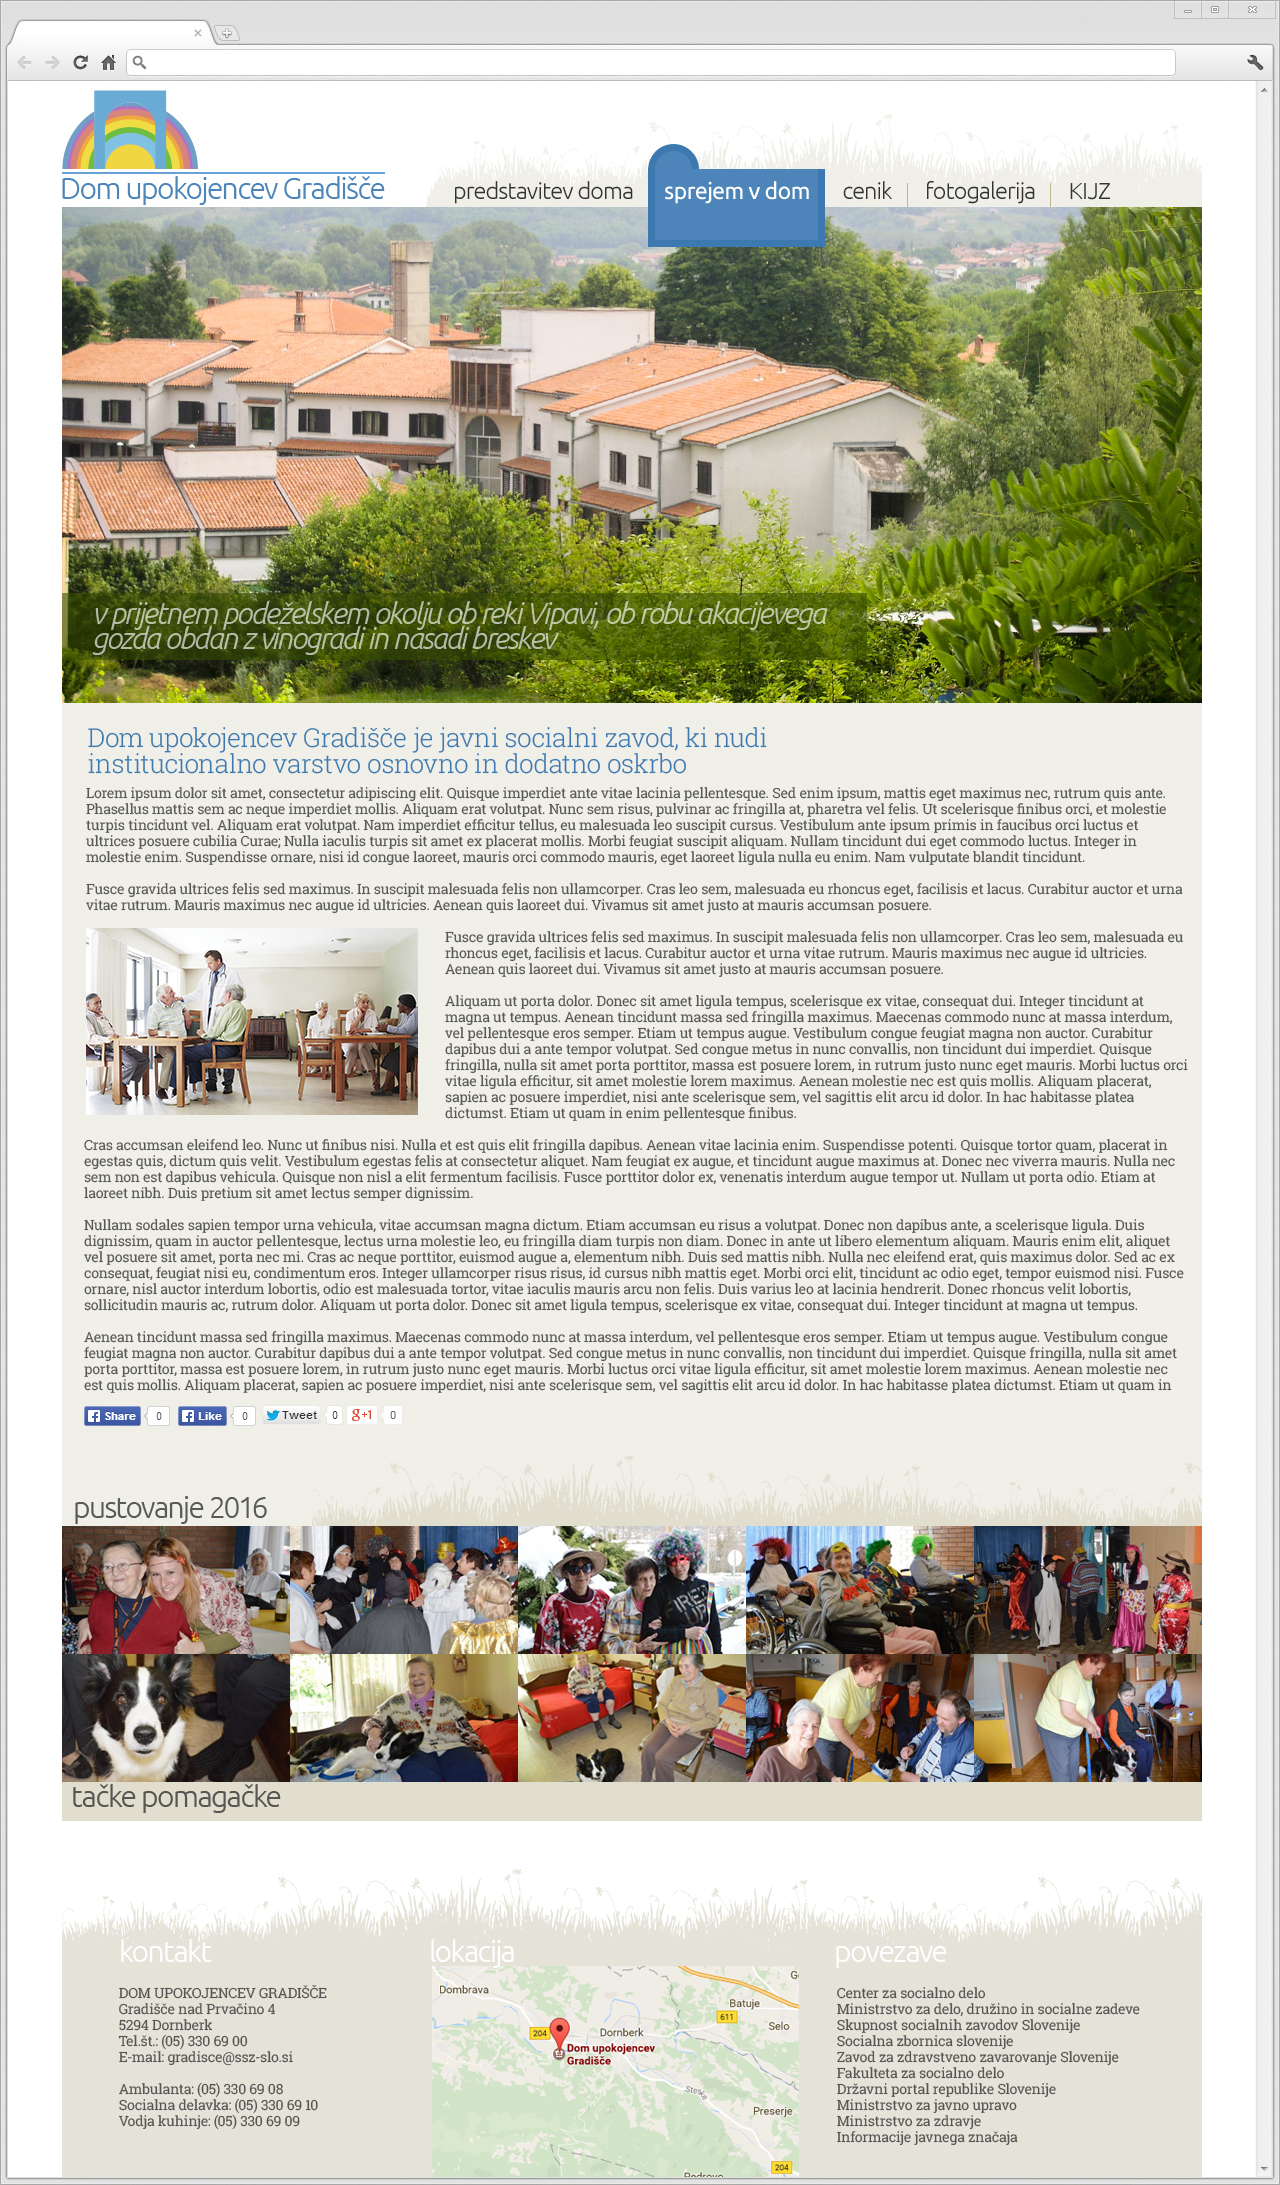 Dom upokojencev Gradišče
predstavitev doma
sprejem v dom
cenik
fotogalerija
KIJZ
v prijetnem podeželskem okolju ob reki Vipavi, ob robu akacijevega
gozda obdan z vinogradi in nasadi breskev
Dom upokojencev Gradišče je javni socialni zavod, ki nudi
institucionalno varstvo osnovno in dodatno oskrbo
Lorem ipsum dolor sit amet, consectetur adipiscing elit. Quisque imperdiet ante vitae lacinia pellentesque. Sed enim ipsum, mattis eget maximus nec, rutrum quis ante.
Phasellus mattis sem ac neque imperdiet mollis. Aliquam erat volutpat. Nunc sem risus, pulvinar ac fringilla at, pharetra vel felis. Ut scelerisque finibus orci, et molestie
turpis tincidunt vel. Aliquam erat volutpat. Nam imperdiet efficitur tellus, eu malesuada leo suscipit cursus. Vestibulum ante ipsum primis in faucibus orci luctus et
ultrices posuere cubilia Curae; Nulla iaculis turpis sit amet ex placerat mollis. Morbi feugiat suscipit aliquam. Nullam tincidunt dui eget commodo luctus. Integer in
molestie enim. Suspendisse ornare, nisi id congue laoreet, mauris orci commodo mauris, eget laoreet ligula nulla eu enim. Nam vulputate blandit tincidunt.
Fusce gravida ultrices felis sed maximus. In suscipit malesuada felis non ullamcorper. Cras leo sem, malesuada eu rhoncus eget, facilisis et lacus. Curabitur auctor et urna
vitae rutrum. Mauris maximus nec augue id ultricies. Aenean quis laoreet dui. Vivamus sit amet justo at mauris accumsan posuere.
Fusce gravida ultrices felis sed maximus. In suscipit malesuada felis non ullamcorper. Cras leo sem, malesuada eu
rhoncus eget, facilisis et lacus. Curabitur auctor et urna vitae rutrum. Mauris maximus nec augue id ultricies.
Aenean quis laoreet dui. Vivamus sit amet justo at mauris accumsan posuere.
Aliquam ut porta dolor. Donec sit amet ligula tempus, scelerisque ex vitae, consequat dui. Integer tincidunt at
magna ut tempus. Aenean tincidunt massa sed fringilla maximus. Maecenas commodo nunc at massa interdum,
vel pellentesque eros semper. Etiam ut tempus augue. Vestibulum congue feugiat magna non auctor. Curabitur
dapibus dui a ante tempor volutpat. Sed congue metus in nunc convallis, non tincidunt dui imperdiet. Quisque
fringilla, nulla sit amet porta porttitor, massa est posuere lorem, in rutrum justo nunc eget mauris. Morbi luctus orci
vitae ligula efficitur, sit amet molestie lorem maximus. Aenean molestie nec est quis mollis. Aliquam placerat,
sapien ac posuere imperdiet, nisi ante scelerisque sem, vel sagittis elit arcu id dolor. In hac habitasse platea
dictumst. Etiam ut quam in enim pellentesque finibus.
Cras accumsan eleifend leo. Nunc ut finibus nisi. Nulla et est quis elit fringilla dapibus. Aenean vitae lacinia enim. Suspendisse potenti. Quisque tortor quam, placerat in
egestas quis, dictum quis velit. Vestibulum egestas felis at consectetur aliquet. Nam feugiat ex augue, et tincidunt augue maximus at. Donec nec viverra mauris. Nulla nec
sem non est dapibus vehicula. Quisque non nisl a elit fermentum facilisis. Fusce porttitor dolor ex, venenatis interdum augue tempor ut. Nullam ut porta odio. Etiam at
laoreet nibh. Duis pretium sit amet lectus semper dignissim.
Nullam sodales sapien tempor urna vehicula, vitae accumsan magna dictum. Etiam accumsan eu risus a volutpat. Donec non dapibus ante, a scelerisque ligula. Duis
dignissim, quam in auctor pellentesque, lectus urna molestie leo, eu fringilla diam turpis non diam. Donec in ante ut libero elementum aliquam. Mauris enim elit, aliquet
vel posuere sit amet, porta nec mi. Cras ac neque porttitor, euismod augue a, elementum nibh. Duis sed mattis nibh. Nulla nec eleifend erat, quis maximus dolor. Sed ac ex
consequat, feugiat nisi eu, condimentum eros. Integer ullamcorper risus risus, id cursus nibh mattis eget. Morbi orci elit, tincidunt ac odio eget, tempor euismod nisi. Fusce
ornare, nisl auctor interdum lobortis, odio est malesuada tortor, vitae iaculis mauris arcu non felis. Duis varius leo at lacinia hendrerit. Donec rhoncus velit lobortis,
sollicitudin mauris ac, rutrum dolor. Aliquam ut porta dolor. Donec sit amet ligula tempus, scelerisque ex vitae, consequat dui. Integer tincidunt at magna ut tempus.
Aenean tincidunt massa sed fringilla maximus. Maecenas commodo nunc at massa interdum, vel pellentesque eros semper. Etiam ut tempus augue. Vestibulum congue
feugiat magna non auctor. Curabitur dapibus dui a ante tempor volutpat. Sed congue metus in nunc convallis, non tincidunt dui imperdiet. Quisque fringilla, nulla sit amet
porta porttitor, massa est posuere lorem, in rutrum justo nunc eget mauris. Morbi luctus orci vitae ligula efficitur, sit amet molestie lorem maximus. Aenean molestie nec
est quis mollis. Aliquam placerat, sapien ac posuere imperdiet, nisi ante scelerisque sem, vel sagittis elit arcu id dolor. In hac habitasse platea dictumst. Etiam ut quam in
Share 0 Like 0 Tweet 0 g+1 0
pustovanje 2016
tačke pomagačke
kontakt
DOM UPOKOJENCEV GRADIŠČE
Gradišče nad Prvačino 4
5294 Dornberk
Tel.št.: (05) 330 69 00
E-mail: gradisce@ssz-slo.si
Ambulanta: (05) 330 69 08
Socialna delavka: (05) 330 69 10
Vodja kuhinje: (05) 330 69 09
lokacija
Dombrava
Batuje
611
Selo
204
Dornberk
Dom upokojencev
Gradišče
Preserje
204
povezave
Center za socialno delo
Ministrstvo za delo, družino in socialne zadeve
Skupnost socialnih zavodov Slovenije
Socialna zbornica slovenije
Zavod za zdravstveno zavarovanje Slovenije
Fakulteta za socialno delo
Državni portal republike Slovenije
Ministrstvo za javno upravo
Ministrstvo za zdravje
Informacije javnega značaja